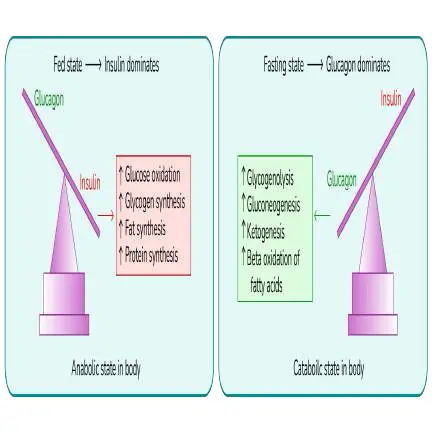 Fed state ⟶ Insulin dominates
Glucagon
Insulin
↑ Glucose oxidation
↑ Glycogen synthesis
↑ Fat synthesis
↑ Protein synthesis
Anabolic state in body
Fasting state ⟶ Glucagon dominates
Insulin
Glucagon
↑ Glycogenolysis
↑ Gluconeogenesis
↑ Ketogenesis
↑ Beta oxidation of
fatty acids
Cataboilc state in body